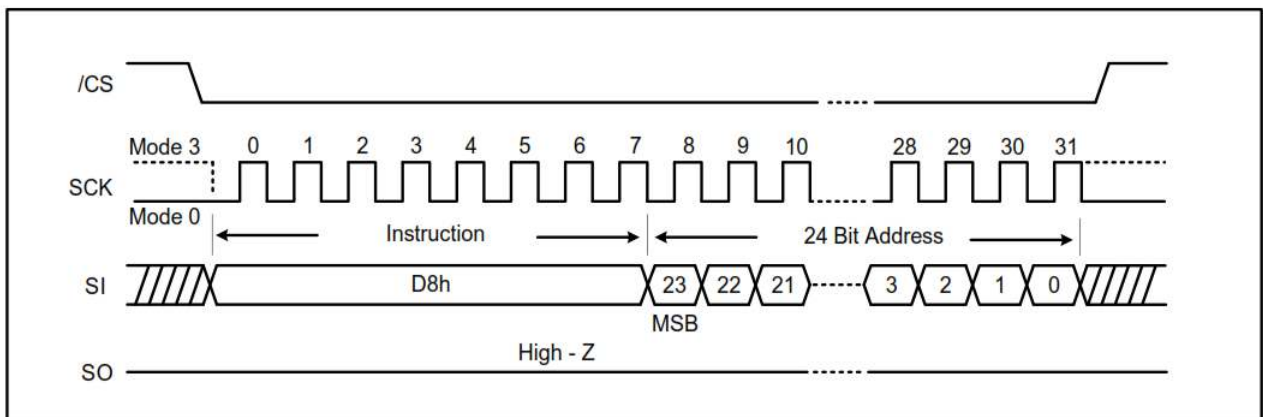 /CS
Mode 3 0 1 2 3 4 5 6 7 8 9 10 28 29 30 31
SCK
Mode 0
Instruction 24 Bit Address
SI D8h 23 22 21 3 2 1 0
MSB
High - Z
SO